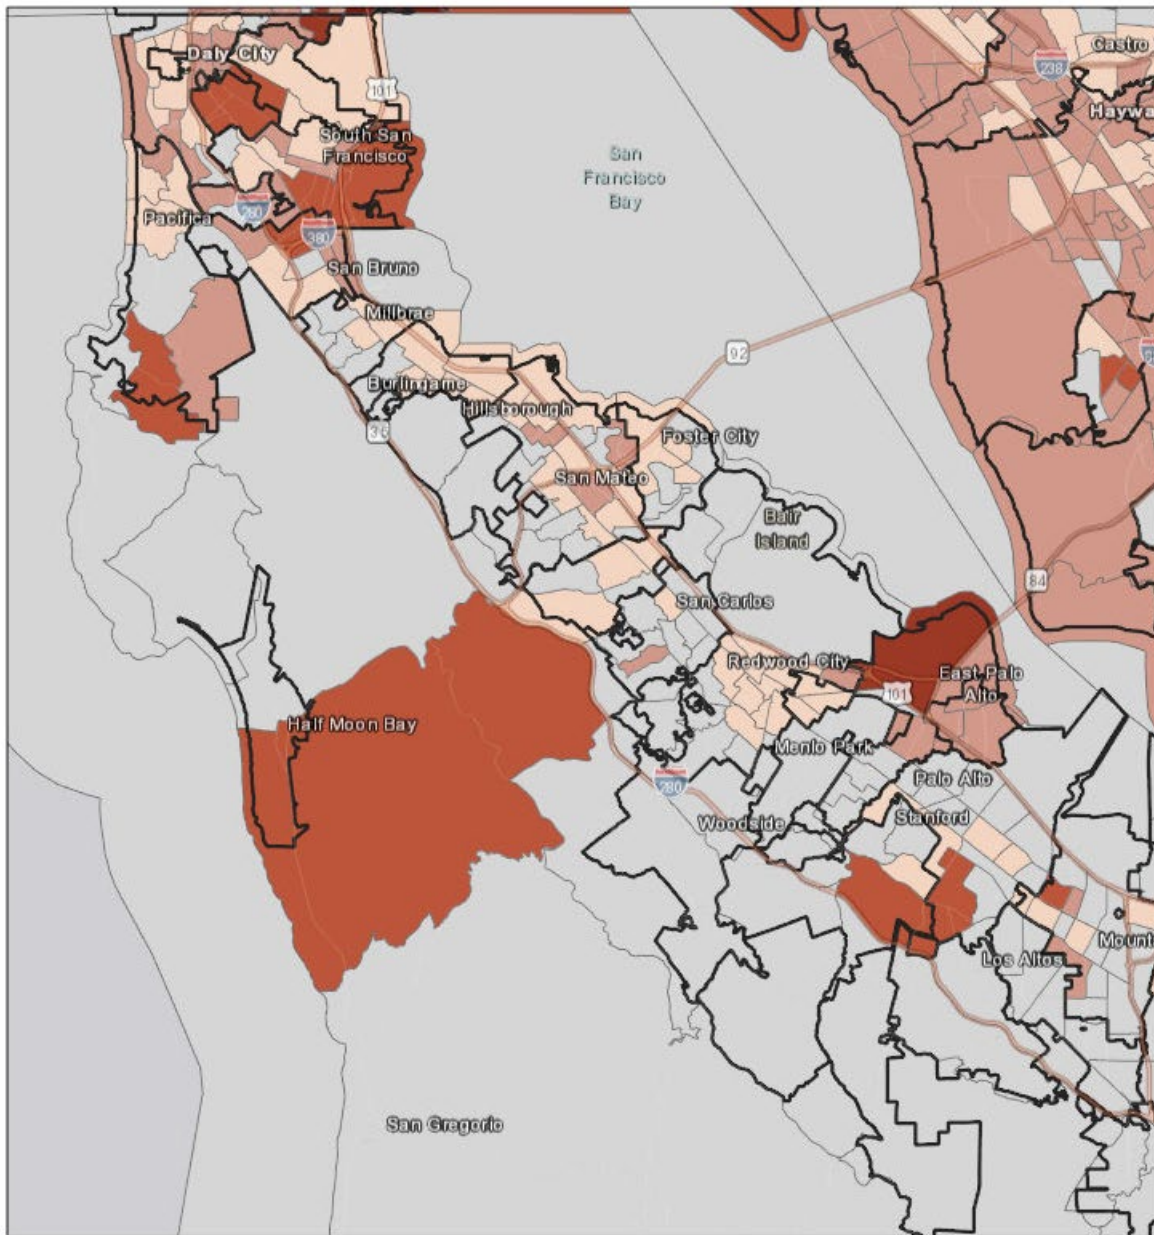 Daly City
Castro
238
101
Haywa
South San
Francisco
San
Francisco
Bay
Pacifica
280
380
San Bruno
Millbrae
92
Burlingame
Hillsborough
35
Foster City
San Mateo
Bair
Island
84
San Carlos
Redwood City
East Palo
Alto
101
Half Moon Bay
Menlo Park
Palo Alto
280
Stanford
Woodside
Mount
Los Altos
San Gregorio